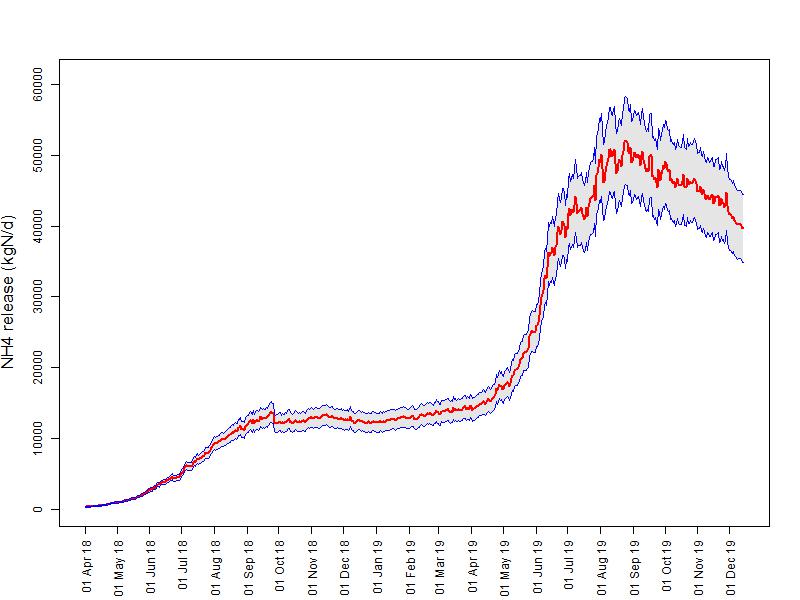 NH4 release (kgN/d)
60000
50000
40000
30000
20000
10000
0
01 Apr 18
01 May 18
01 Jun 18
01 Jul 18
01 Aug 18
01 Sep 18
01 Oct 18
01 Nov 18
01 Dec 18
01 Jan 19
01 Feb 19
01 Mar 19
01 Apr 19
01 May 19
01 Jun 19
01 Jul 19
01 Aug 19
01 Sep 19
01 Oct 19
01 Nov 19
01 Dec 19